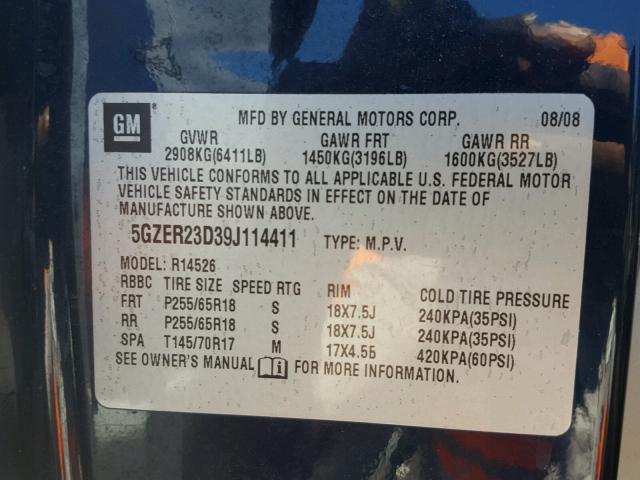 GM ® MFD BY GENERAL MOTORS CORP. 08/08
GVWR GAWR FRT GAWR RR
2908KG(6411LB) 1450KG(3196LB) 1600KG(3527LB)
THIS VEHICLE CONFORMS TO ALL APPLICABLE U.S. FEDERAL MOTOR
VEHICLE SAFETY STANDARDS IN EFFECT ON THE DATE OF
MANUFACTURE SHOWN ABOVE.
5GZER23D39J114411 TYPE: M.P.V.
MODEL: R14526
RBBC TIRE SIZE SPEED RTG RIM COLD TIRE PRESSURE
FRT P255/65R18 S 18X7.5J 240KPA(35PSI)
RR P255/65R18 S 18X7.5J 240KPA(35PSI)
SPA T145/70R17 M 17X4.5B 420KPA(60PSI)
SEE OWNER'S MANUAL FOR MORE INFORMATION.